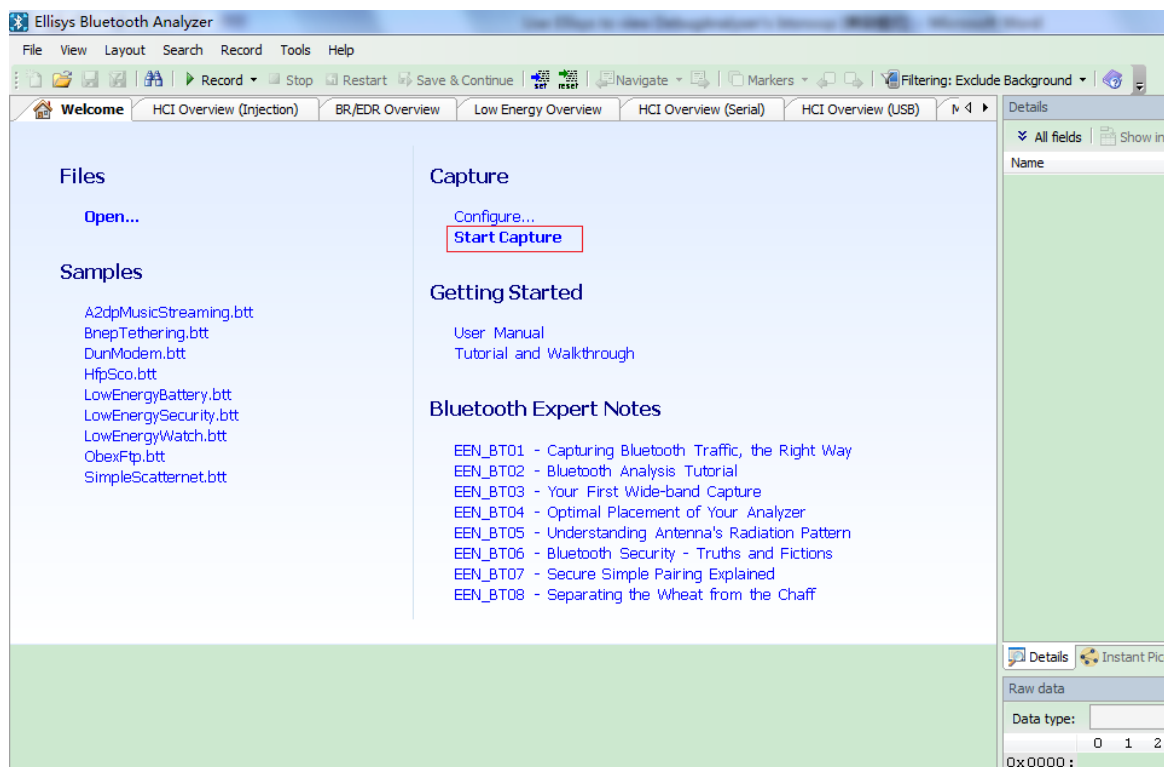 Ellisys Bluetooth Analyzer
File View Layout Search Record Tools Help
Record Stop Restart Save & Continue set reset Navigate Markers Filtering: Exclude Background
Welcome HCI Overview (Injection) BR/EDR Overview Low Energy Overview HCI Overview (Serial) HCI Overview (USB)
Files
Open...
Samples
A2dpMusicStreaming.btt
BnepTethering.btt
DunModem.btt
HfpSco.btt
LowEnergyBattery.btt
LowEnergySecurity.btt
LowEnergyWatch.btt
ObexFtp.btt
SimpleScatternet.btt
Capture
Configure...
Start Capture
Getting Started
User Manual
Tutorial and Walkthrough
Bluetooth Expert Notes
EEN_BT01 - Capturing Bluetooth Traffic, the Right Way
EEN_BT02 - Bluetooth Analysis Tutorial
EEN_BT03 - Your First Wide-band Capture
EEN_BT04 - Optimal Placement of Your Analyzer
EEN_BT05 - Understanding Antenna's Radiation Pattern
EEN_BT06 - Bluetooth Security - Truths and Fictions
EEN_BT07 - Secure Simple Pairing Explained
EEN_BT08 - Separating the Wheat from the Chaff
Details
All fields Show in
Name
Details Instant Pic
Raw data
Data type:
0 1 2
0x0000: